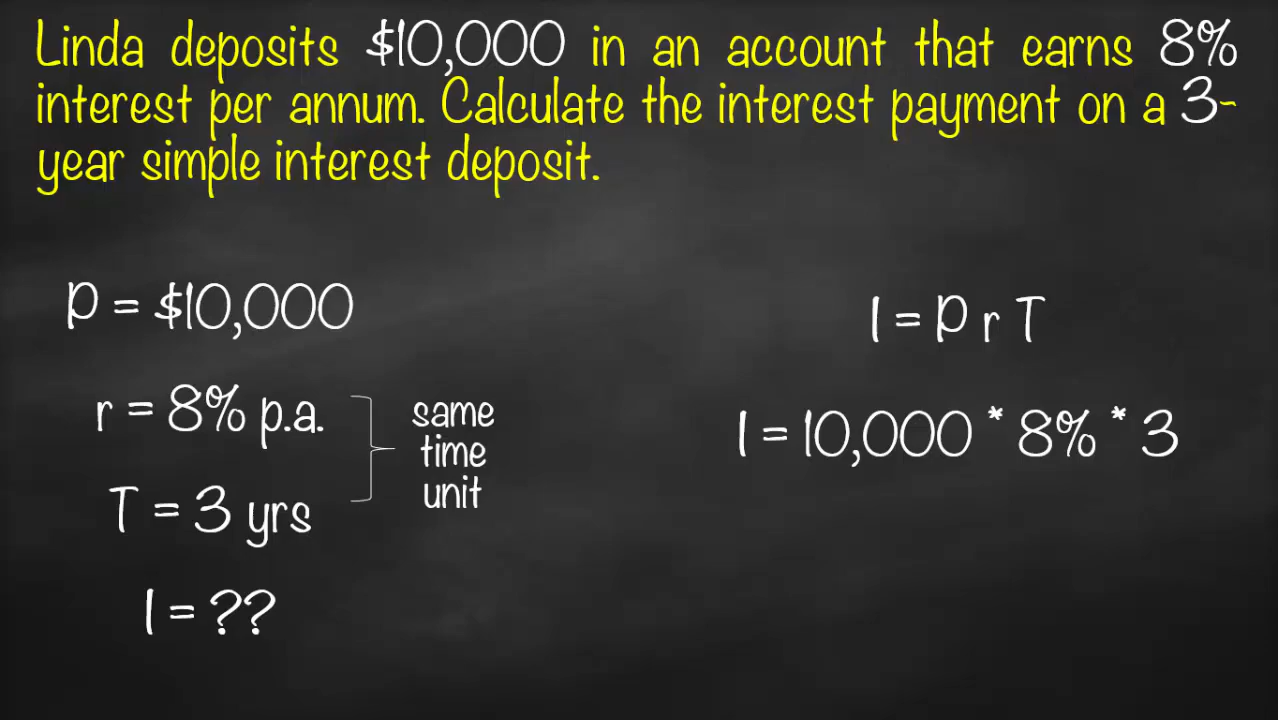 Linda deposits $10,000 in an account that earns 8%
interest per annum. Calculate the interest payment on a 3-
year simple interest deposit.
P = $10,000
r = 8% p.a.
T = 3 yrs
I = ??
same
time
unit
I = P r T
I = 10,000 * 8% * 3